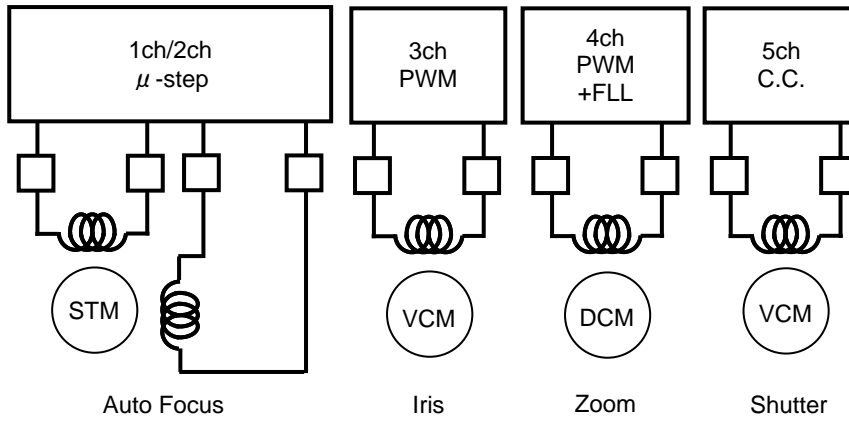 1ch/2ch
μ-step
3ch
PWM
4ch
PWM
+FLL
5ch
C.C.
STM
VCM
DCM
VCM
Auto Focus
Iris
Zoom
Shutter